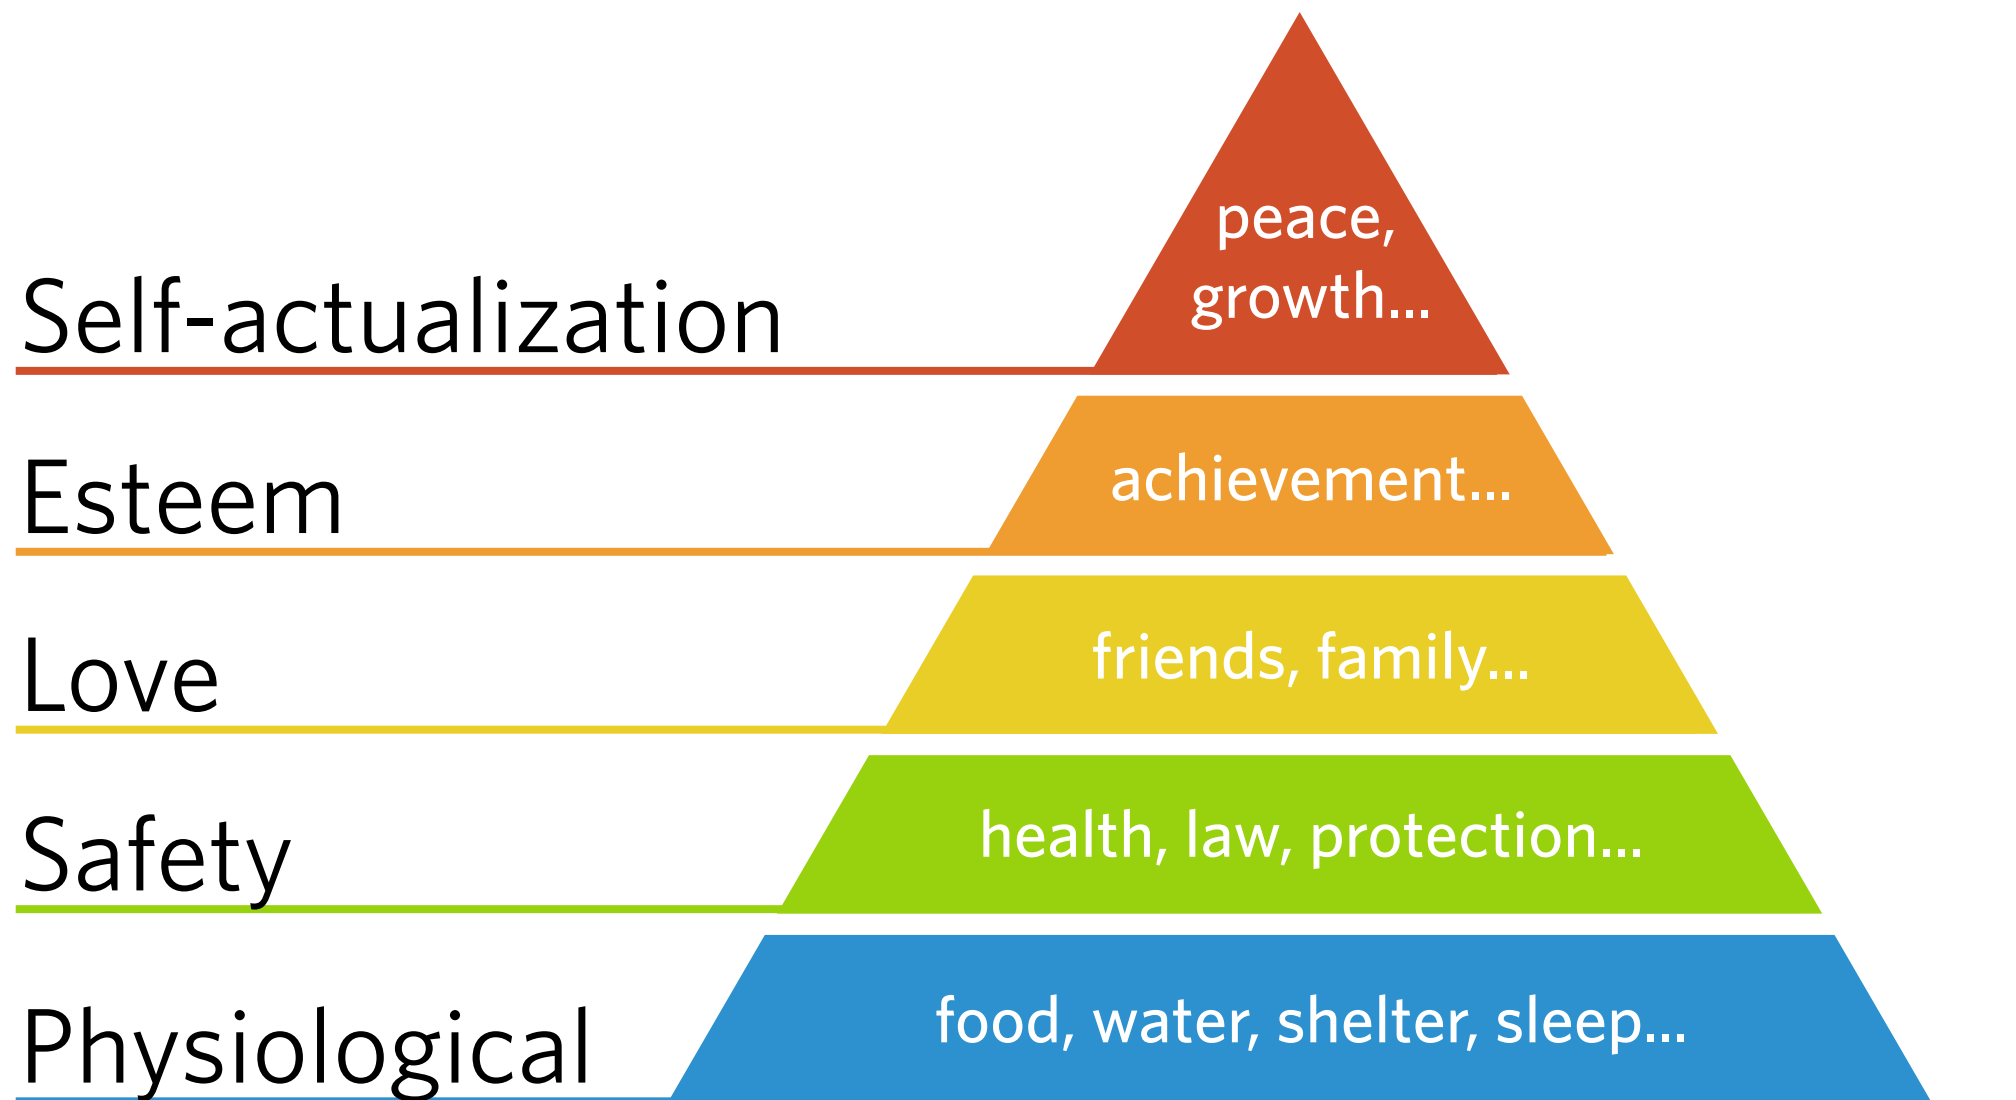 peace,
growth...
Self-actualization
achievement...
Esteem
friends, family...
Love
health, law, protection...
Safety
food, water, shelter, sleep...
Physiological